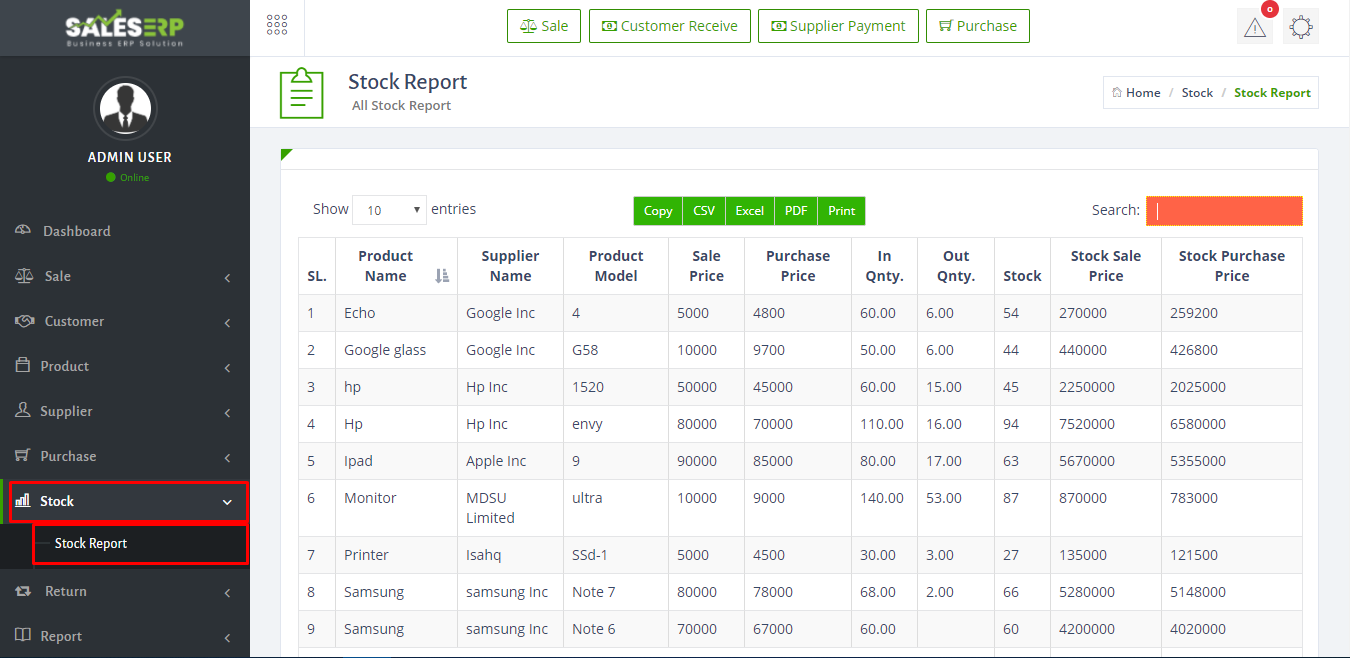 SALESERP
Business ERP Solution
Sale Customer Receive Supplier Payment Purchase
0
ADMIN USER
Online
Dashboard
Sale
Customer
Product
Supplier
Purchase
Stock
Stock Report
Return
Report
Stock Report
All Stock Report
Home / Stock / Stock Report
Show 10 entries
Copy CSV Excel PDF Print
Search:
SL. Product Name Supplier Name Product Model Sale Price Purchase Price In Qnty. Out Qnty. Stock Stock Sale Price Stock Purchase Price
1 Echo Google Inc 4 5000 4800 60.00 6.00 54 270000 259200
2 Google glass Google Inc G58 10000 9700 50.00 6.00 44 440000 426800
3 hp Hp Inc 1520 50000 45000 60.00 15.00 45 2250000 2025000
4 Hp Hp Inc envy 80000 70000 110.00 16.00 94 7520000 6580000
5 Ipad Apple Inc 9 90000 85000 80.00 17.00 63 5670000 5355000
6 Monitor MDSU Limited ultra 10000 9000 140.00 53.00 87 870000 783000
7 Printer Isahq SSd-1 5000 4500 30.00 3.00 27 135000 121500
8 Samsung samsung Inc Note 7 80000 78000 68.00 2.00 66 5280000 5148000
9 Samsung samsung Inc Note 6 70000 67000 60.00 60 4200000 4020000